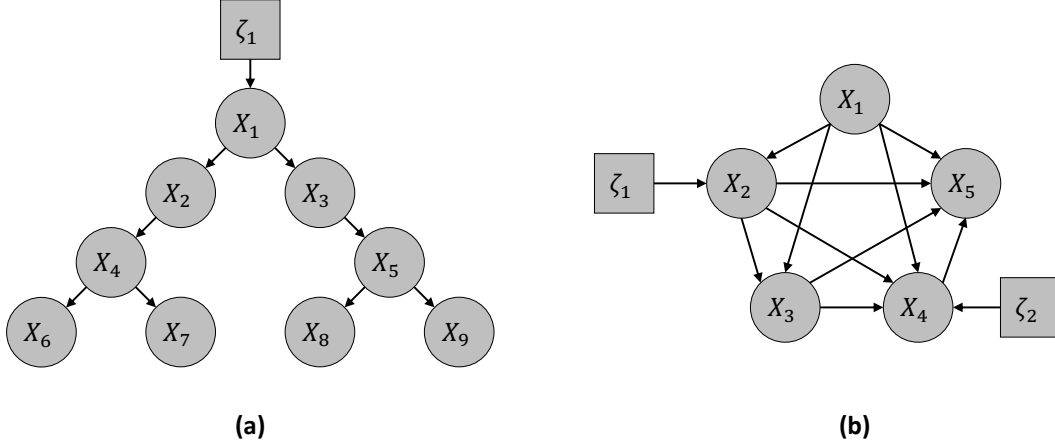 ζ₁
X₁
X₂ X₃
X₄ X₅
X₆ X₇ X₈ X₉
(a)
X₁
ζ₁ X₂ X₅
X₃ X₄ ζ₂
(b)